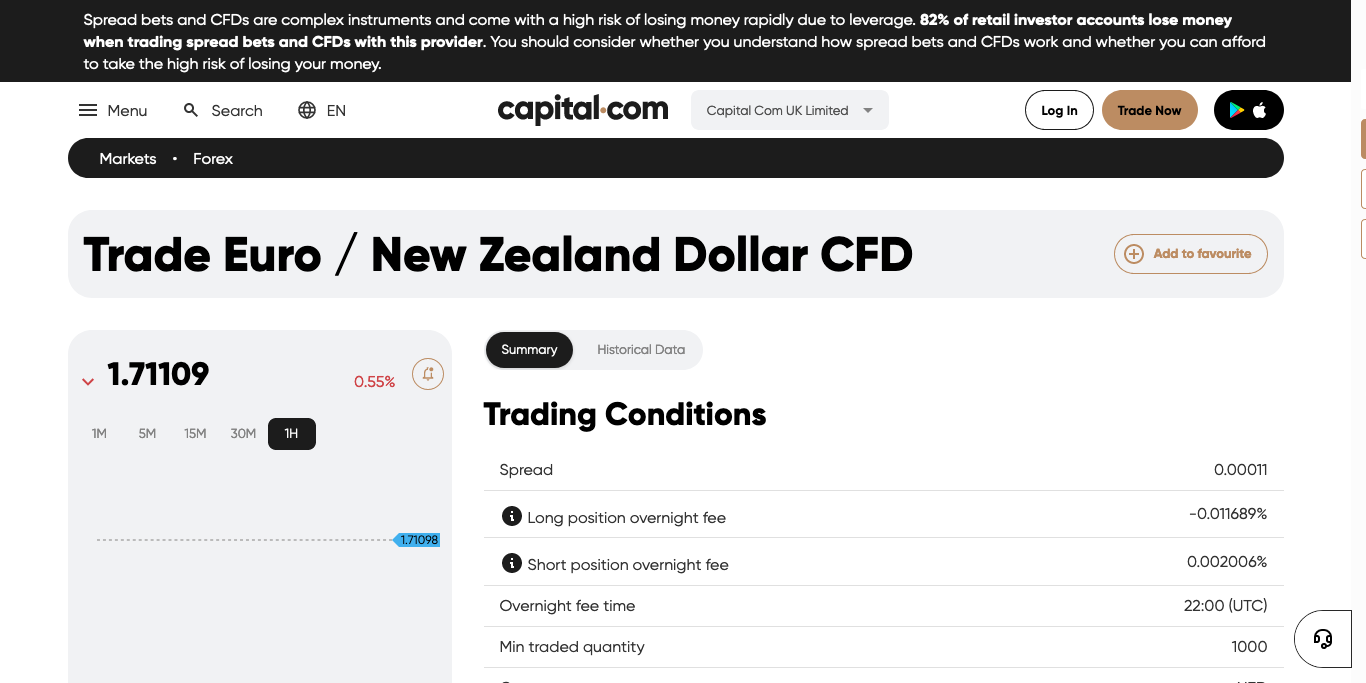 Spread bets and CFDs are complex instruments and come with a high risk of losing money rapidly due to leverage. 82% of retail investor accounts lose money
when trading spread bets and CFDs with this provider. You should consider whether you understand how spread bets and CFDs work and whether you can afford
to take the high risk of losing your money.
Menu Search EN capital.com Capital Com UK Limited Log In Trade Now
Markets • Forex
Trade Euro / New Zealand Dollar CFD Add to favourite
Summary Historical Data
1.71109 0.55%
1M 5M 15M 30M 1H
1.71098
Trading Conditions
Spread 0.00011
Long position overnight fee -0.011689%
Short position overnight fee 0.002006%
Overnight fee time 22:00 (UTC)
Min traded quantity 1000